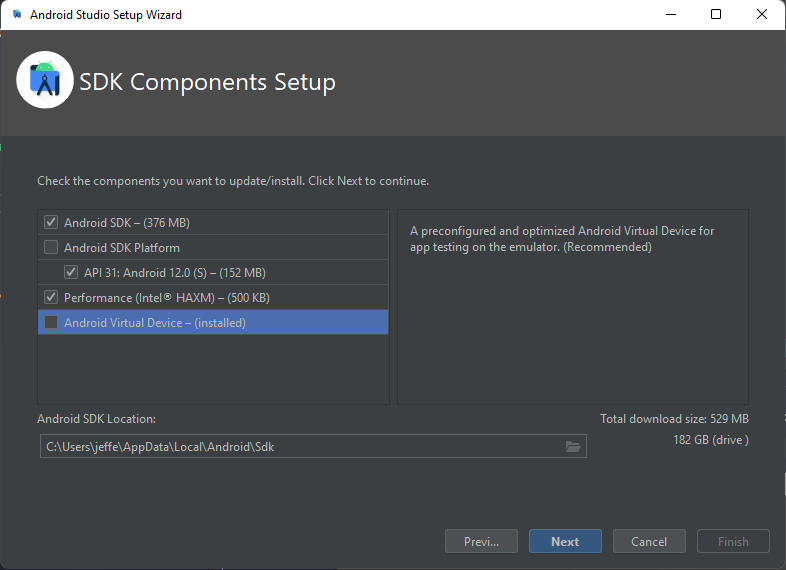 Android Studio Setup Wizard
SDK Components Setup
Check the components you want to update/install. Click Next to continue.
Android SDK – (376 MB)
Android SDK Platform
API 31: Android 12.0 (S) – (152 MB)
Performance (Intel® HAXM) – (500 KB)
Android Virtual Device – (installed)
A preconfigured and optimized Android Virtual Device for
app testing on the emulator. (Recommended)
Android SDK Location:
Total download size: 529 MB
C:\Users\jeffe\AppData\Local\Android\Sdk
182 GB (drive )
Previ...
Next
Cancel
Finish